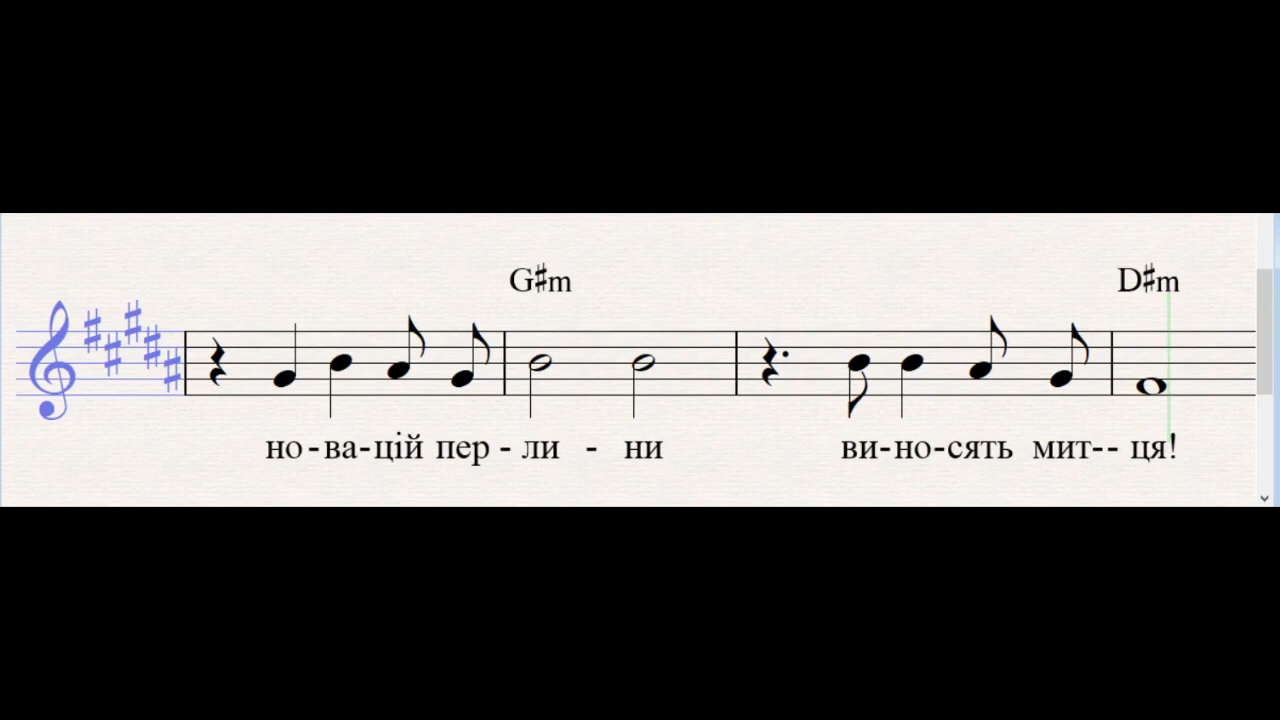 G♯m D♯m
но-ва-цій пер - ли - ни ви-но-сять мит-- ця!